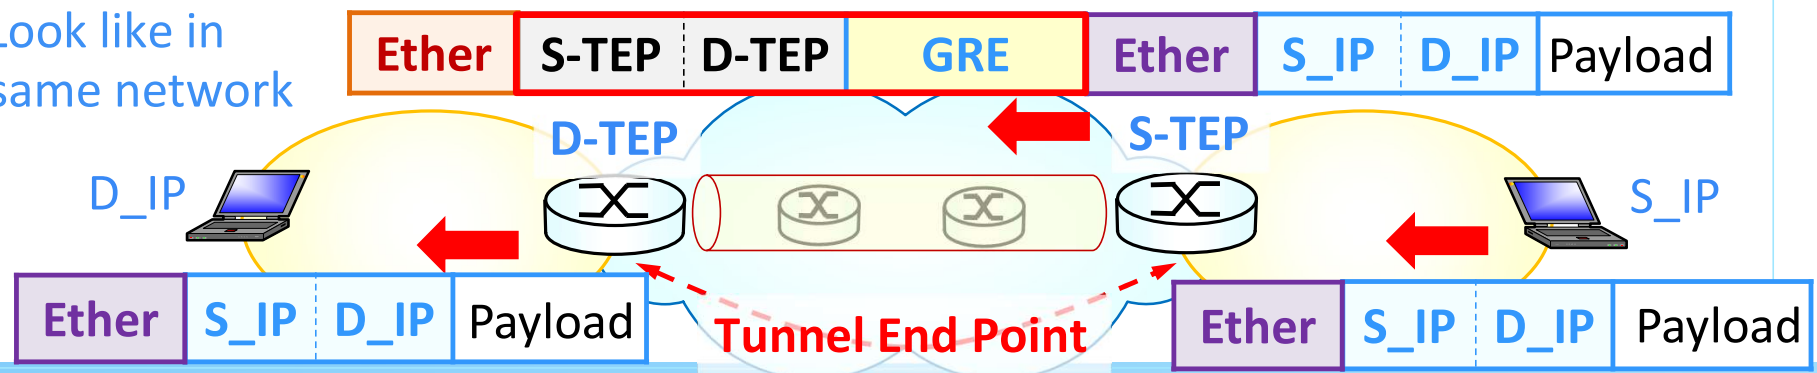 Look like in
same network
Ether S-TEP D-TEP GRE Ether S_IP D_IP Payload
D-TEP
S-TEP
D_IP
S_IP
Ether S_IP D_IP Payload
Tunnel End Point
Ether S_IP D_IP Payload